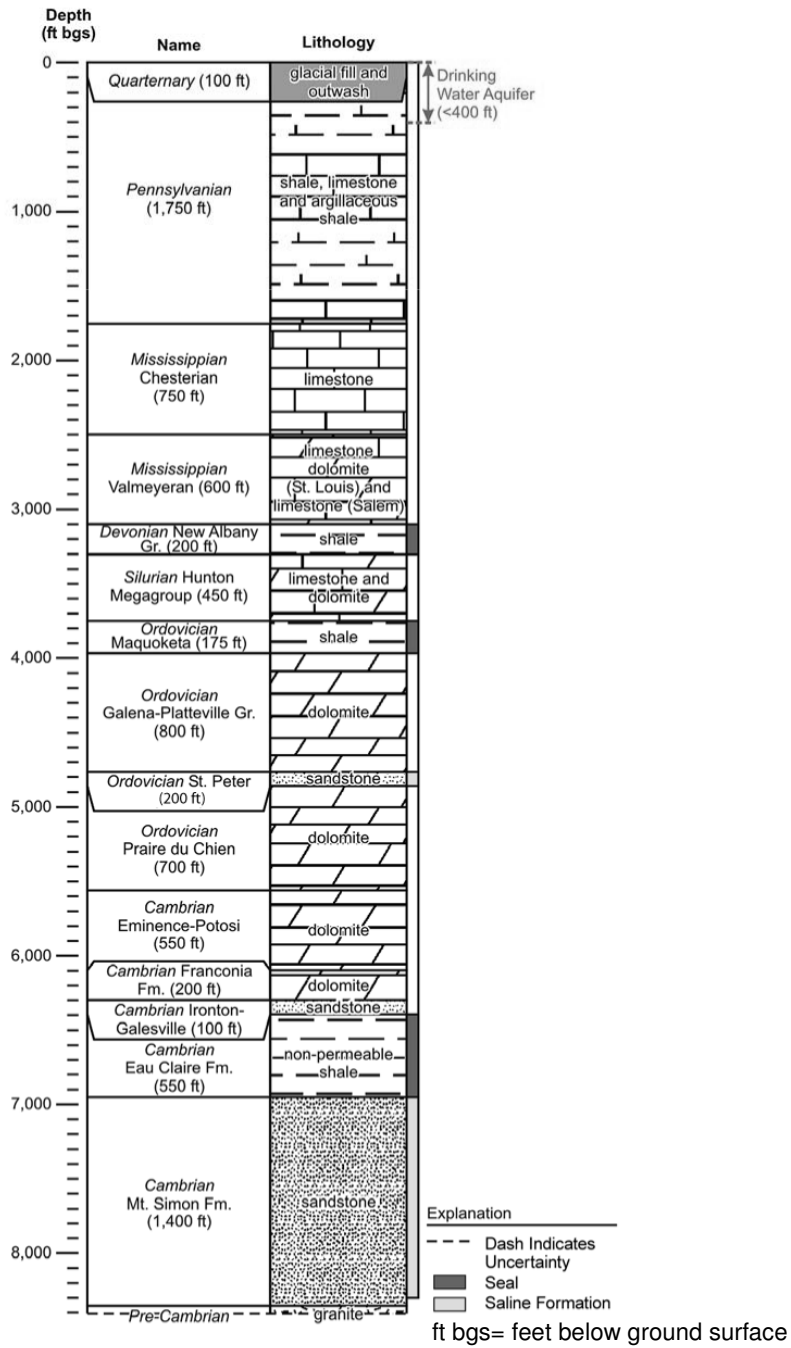 Depth
(ft bgs)
Name
Lithology
0
Quarternary (100 ft)
glacial fill and
outwash
Drinking
Water Aquifer
(<400 ft)
Pennsylvanian
(1,750 ft)
shale, limestone
and argillaceous
shale
1,000
2,000
Mississippian
Chesterian
(750 ft)
limestone
Mississippian
Valmeyeran (600 ft)
limestone
dolomite
(St. Louis) and
limestone (Salem)
3,000
Devonian New Albany
Gr. (200 ft)
shale
Silurian Hunton
Megagroup (450 ft)
limestone and
dolomite
Ordovician
Maquoketa (175 ft)
shale
4,000
Ordovician
Galena-Platteville Gr.
(800 ft)
dolomite
Ordovician St. Peter
(200 ft)
sandstone
5,000
Ordovician
Praire du Chien
(700 ft)
dolomite
Cambrian
Eminence-Potosi
(550 ft)
dolomite
6,000
Cambrian Franconia
Fm. (200 ft)
dolomite
Cambrian Ironton-
Galesville (100 ft)
sandstone
Cambrian
Eau Claire Fm.
(550 ft)
non-permeable
shale
7,000
Cambrian
Mt. Simon Fm.
(1,400 ft)
sandstone
8,000
Pre-Cambrian
granite
Explanation
Dash Indicates
Uncertainty
Seal
Saline Formation
ft bgs= feet below ground surface